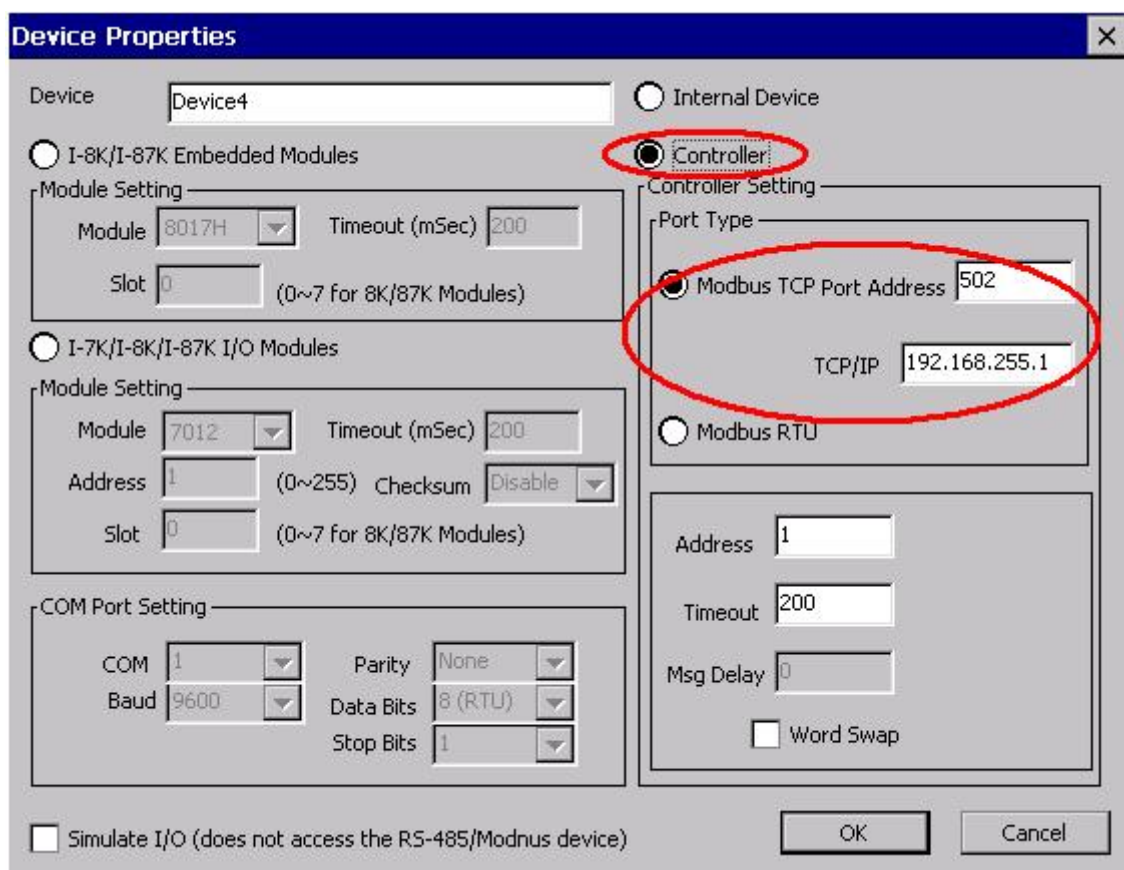 Device Properties
Device Device4
Internal Device
I-8K/I-87K Embedded Modules
Controller
Module Setting
Module 8017H Timeout (mSec) 200
Slot 0 (0~7 for 8K/87K Modules)
I-7K/I-8K/I-87K I/O Modules
Module Setting
Module 7012 Timeout (mSec) 200
Address 1 (0~255) Checksum Disable
Slot 0 (0~7 for 8K/87K Modules)
COM Port Setting
COM 1 Parity None
Baud 9600 Data Bits 8 (RTU)
Stop Bits 1
Controller Setting
Port Type
Modbus TCP Port Address 502
TCP/IP 192.168.255.1
Modbus RTU
Address 1
Timeout 200
Msg Delay 0
Word Swap
Simulate I/O (does not access the RS-485/Modnus device)
OK Cancel